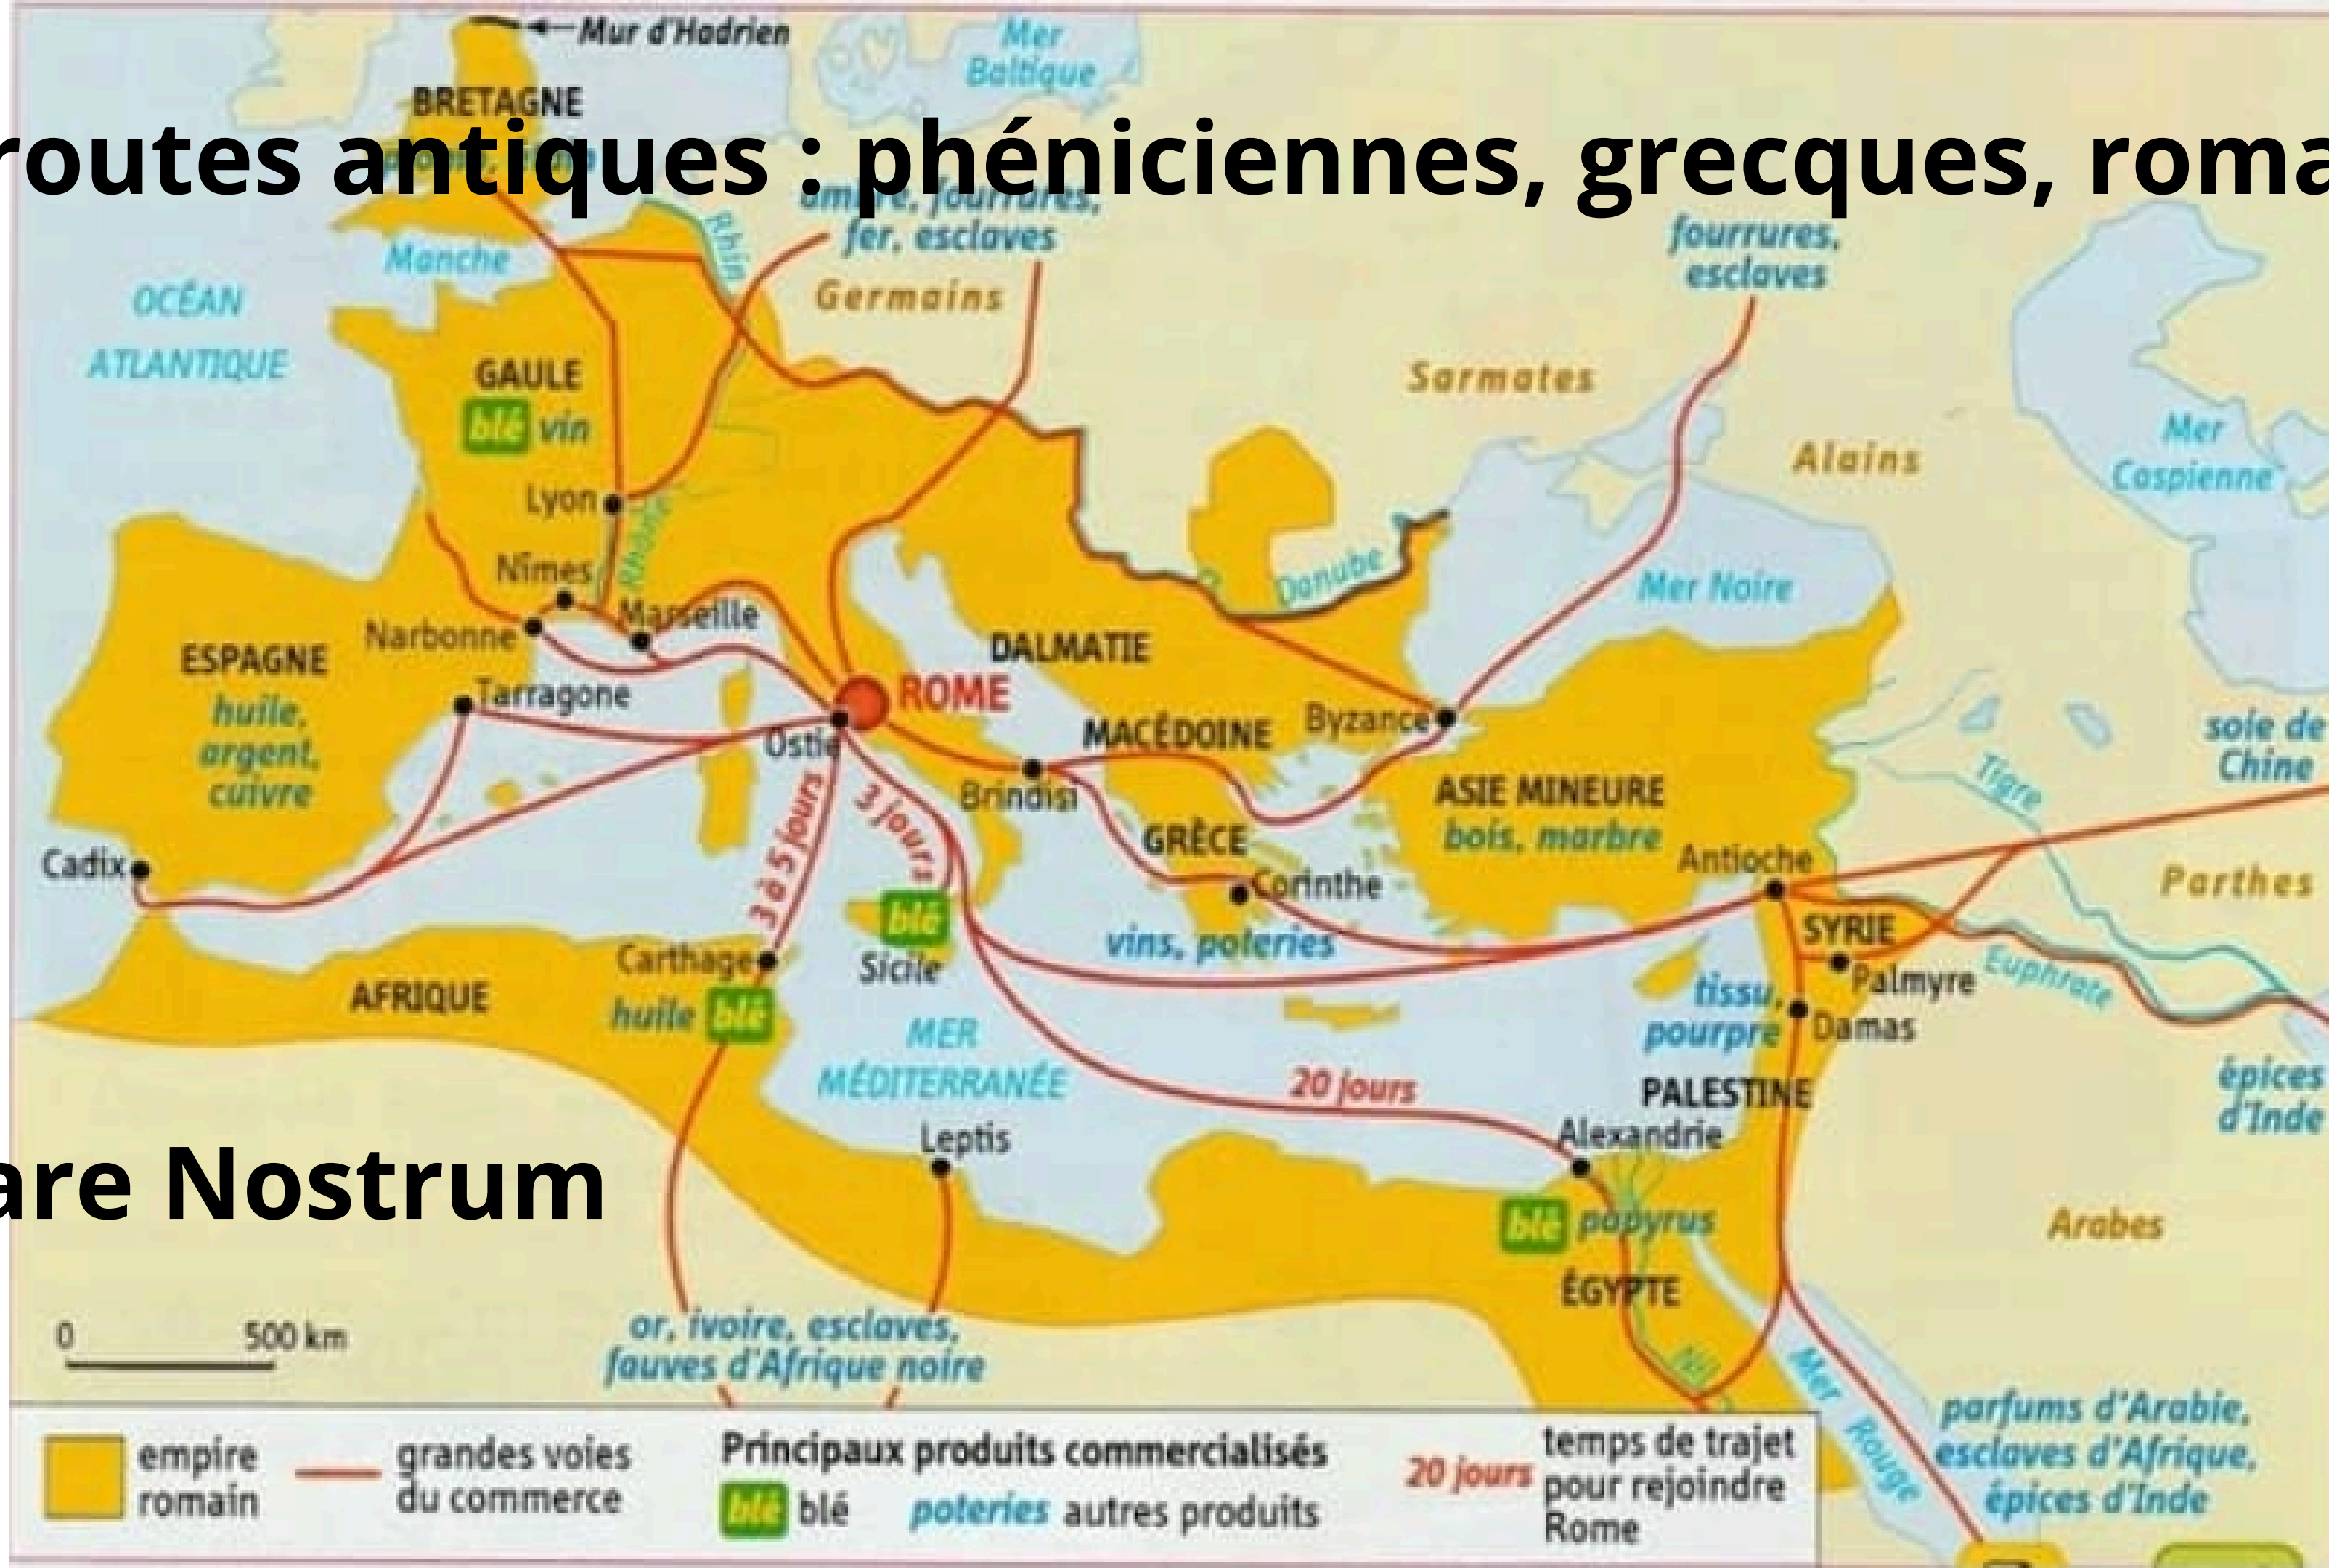 Mur d'Hadrien
Mer
Baltique
BRETAGNE
routes antiques : phéniciennes, grecques, roma
ambre, fourrures,
fer, esclaves
fourrures,
esclaves
Rhin
Manche
Germains
OCÉAN
ATLANTIQUE
GAULE
blé vin
Sarmates
Alains
Mer
Caspienne
Lyon
Rhône
Nîmes
Marseille
Narbonne
Danube
Mer Noire
ESPAGNE
huile,
argent,
cuivre
Tarragone
ROME
Ostie
DALMATIE
MACÉDOINE
Byzance
Brindisi
soie de
Chine
Tigre
ASIE MINEURE
bois, marbre
GRÈCE
Corinthe
Antioche
Parthes
Cadix
3 à 5 jours
3 jours
blé
Sicile
vins, poteries
SYRIE
Palmyre
Euphrate
Carthage
huile blé
AFRIQUE
MER
MÉDITERRANÉE
tissu,
pourpre
Damas
20 jours
PALESTINE
épices
d'Inde
Leptis
Alexandrie
are Nostrum
blé papyrus
Arabes
ÉGYPTE
Nil
0 500 km
or, ivoire, esclaves,
fauves d'Afrique noire
Mer Rouge
parfums d'Arabie,
esclaves d'Afrique,
épices d'Inde
empire
romain
grandes voies
du commerce
Principaux produits commercialisés
blé blé poteries autres produits
20 jours temps de trajet
pour rejoindre
Rome